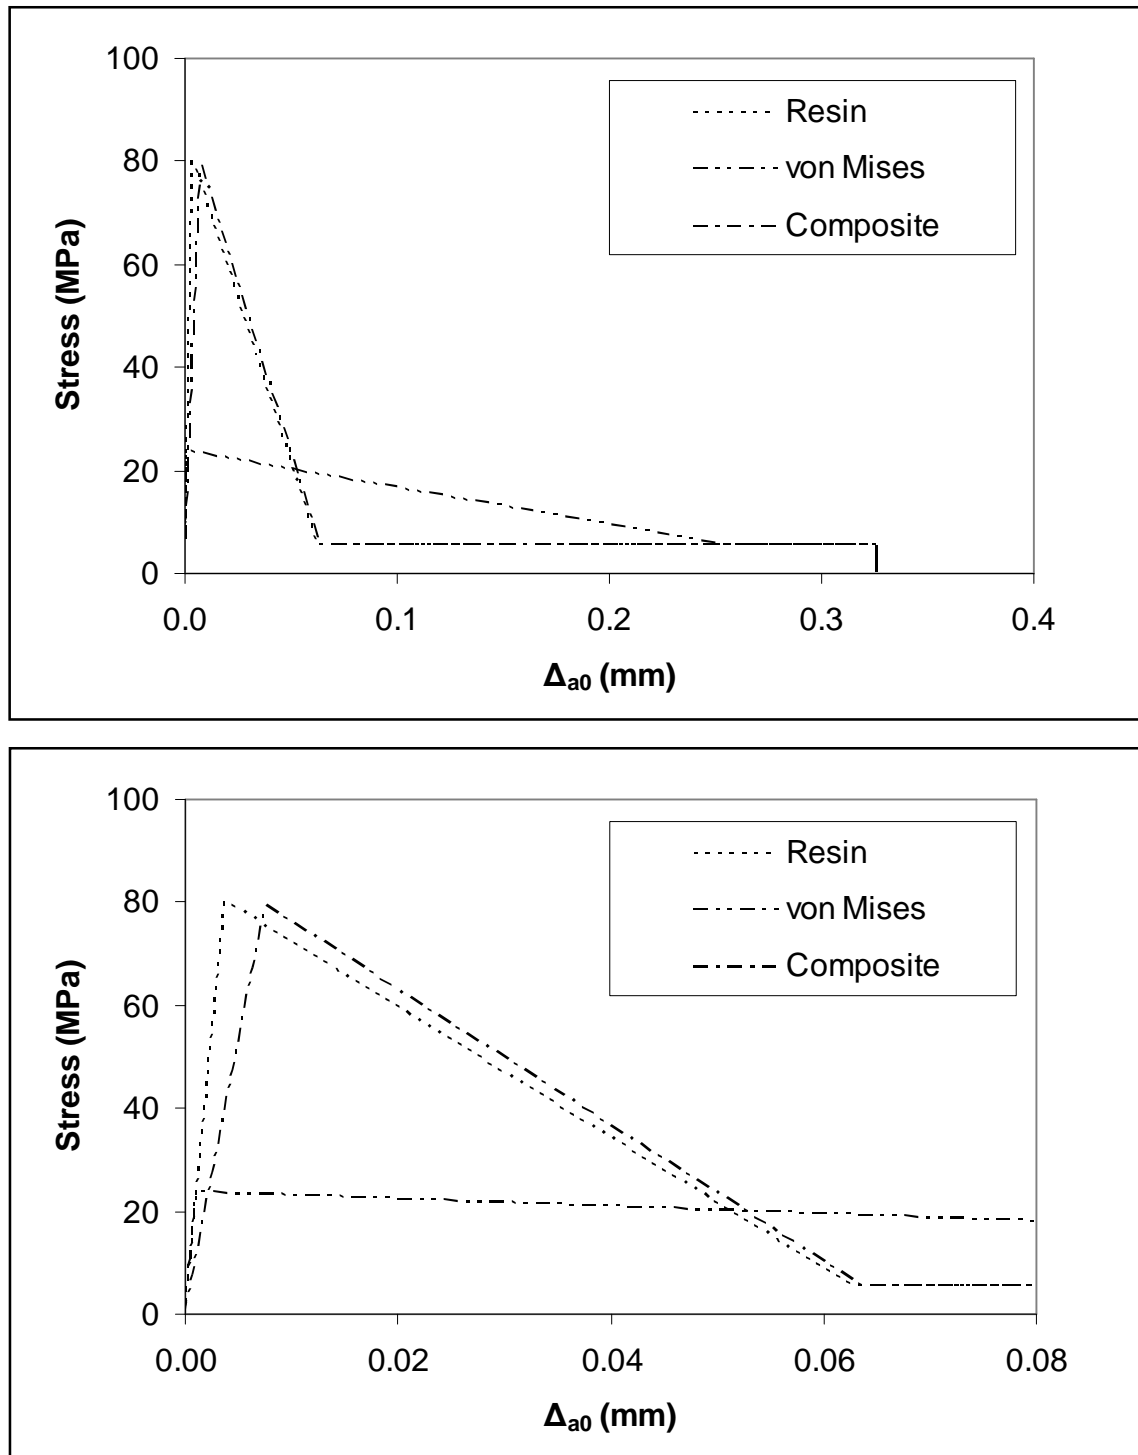 100
80
60
40
20
0
Stress (MPa)
Resin
von Mises
Composite
0.0 0.1 0.2 0.3 0.4
Δa0 (mm)
100
80
60
40
20
0
Stress (MPa)
Resin
von Mises
Composite
0.00 0.02 0.04 0.06 0.08
Δa0 (mm)